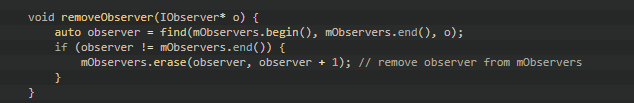 void removeObserver(IObserver* o) {
    auto observer = find(mObservers.begin(), mObservers.end(), o);
    if (observer != mObservers.end()) {
        mObservers.erase(observer, observer + 1); // remove observer from mObservers
    }
}